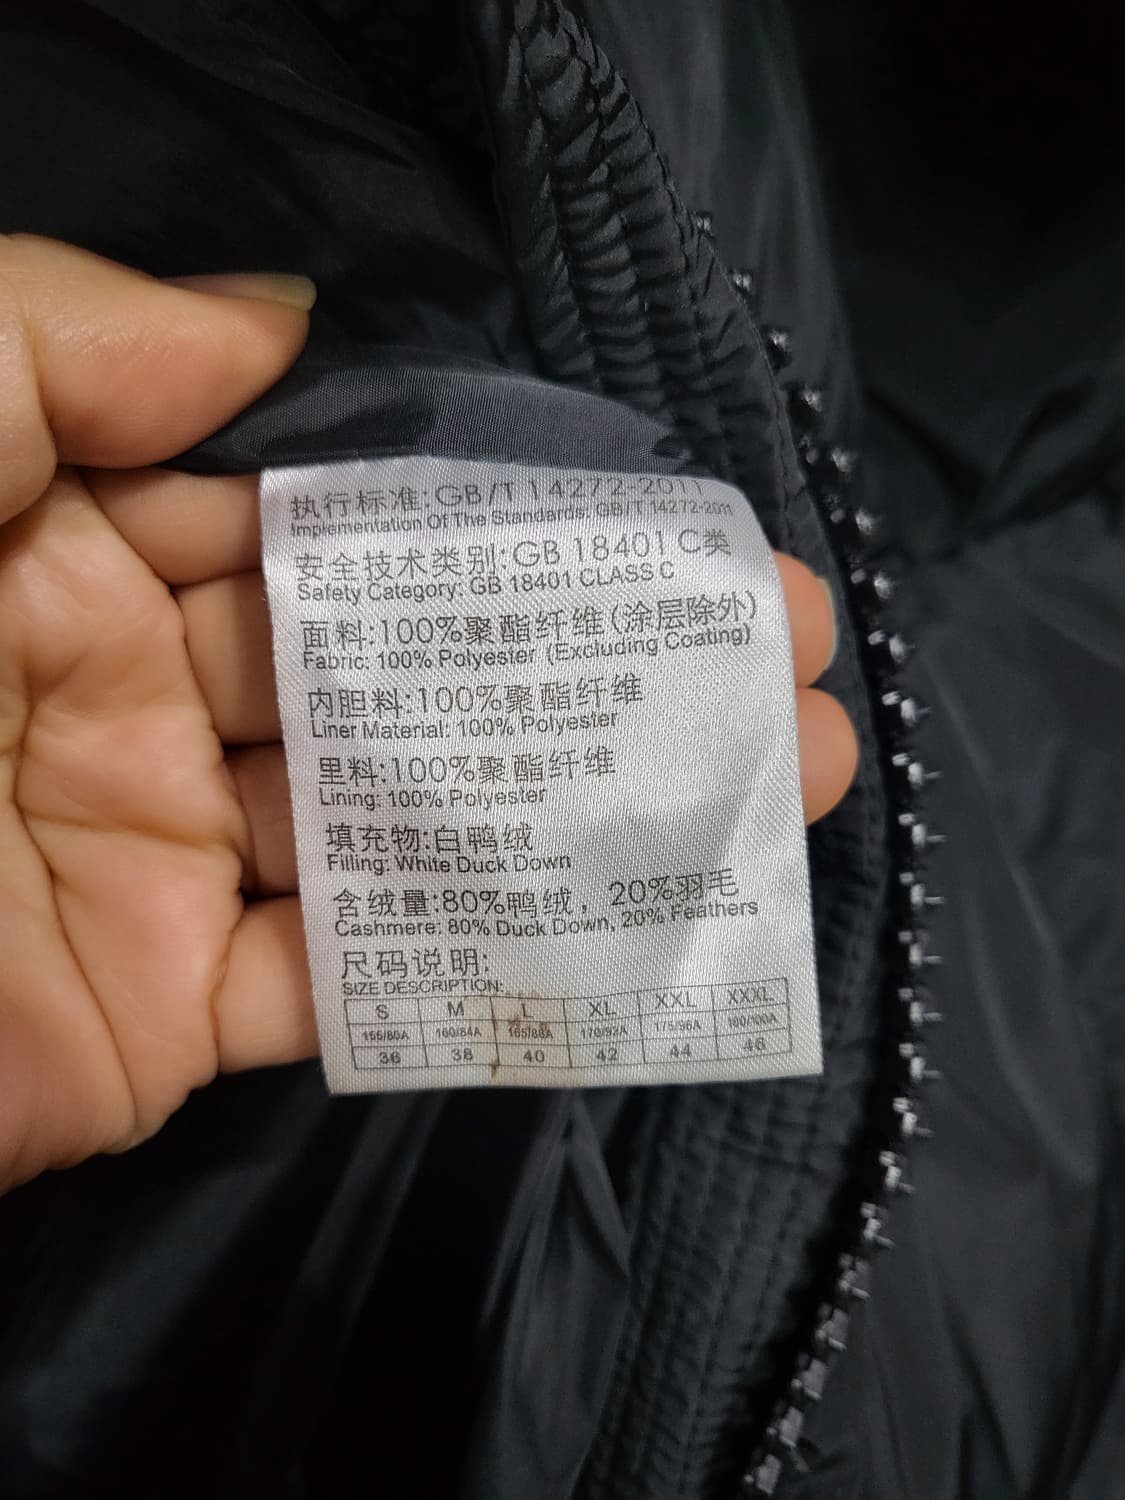 执行标准:GB/T 14272-2011
Implementation Of The Standards: GB/T 14272-2011
安全技术类别:GB 18401 C类
Safety Category: GB 18401 CLASS C
面料:100%聚酯纤维(涂层除外)
Fabric: 100% Polyester (Excluding Coating)
内胆料:100%聚酯纤维
Liner Material: 100% Polyester
里料:100%聚酯纤维
Lining: 100% Polyester
填充物:白鸭绒
Filling: White Duck Down
含绒量:80%鸭绒，20%羽毛
Cashmere: 80% Duck Down, 20% Feathers
尺码说明:
SIZE DESCRIPTION:
S M L XL XXL XXXL
155/80A 160/84A 165/88A 170/92A 175/96A 180/100A
36 38 40 42 44 46